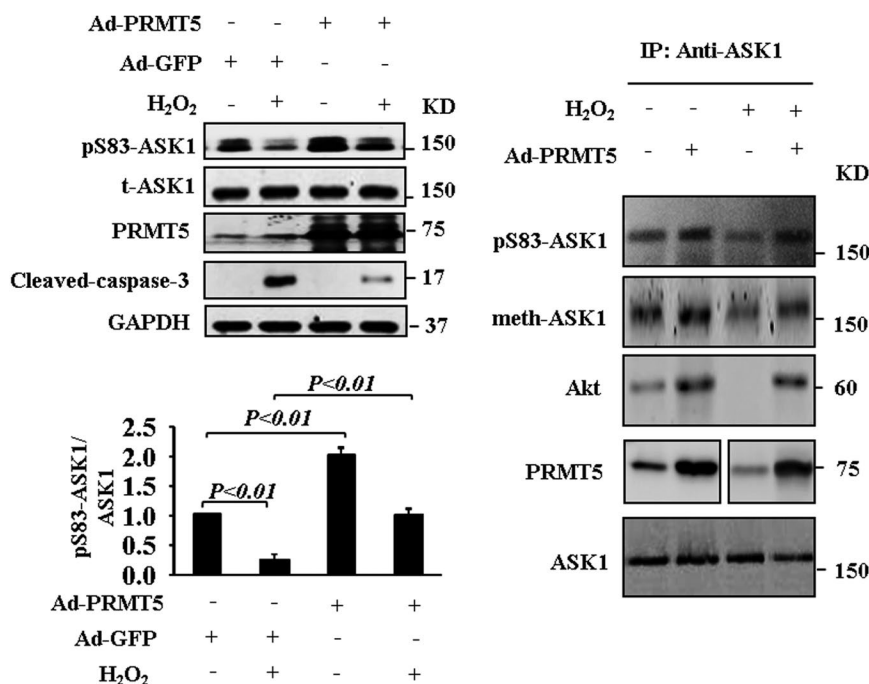 Ad-PRMT5 - - + +
Ad-GFP + + - -
H₂O₂ - + - + KD
pS83-ASK1 150
t-ASK1 150
PRMT5 75
Cleaved-caspase-3 17
GAPDH 37
P<0.01
P<0.01
P<0.01
pS83-ASK1/
ASK1
2.5
2.0
1.5
1.0
0.5
0.0
Ad-PRMT5 - - + +
Ad-GFP + + - -
H₂O₂ - + - +
IP: Anti-ASK1
H₂O₂ - - + +
Ad-PRMT5 - + - +
KD
pS83-ASK1 150
meth-ASK1 150
Akt 60
PRMT5 75
ASK1 150